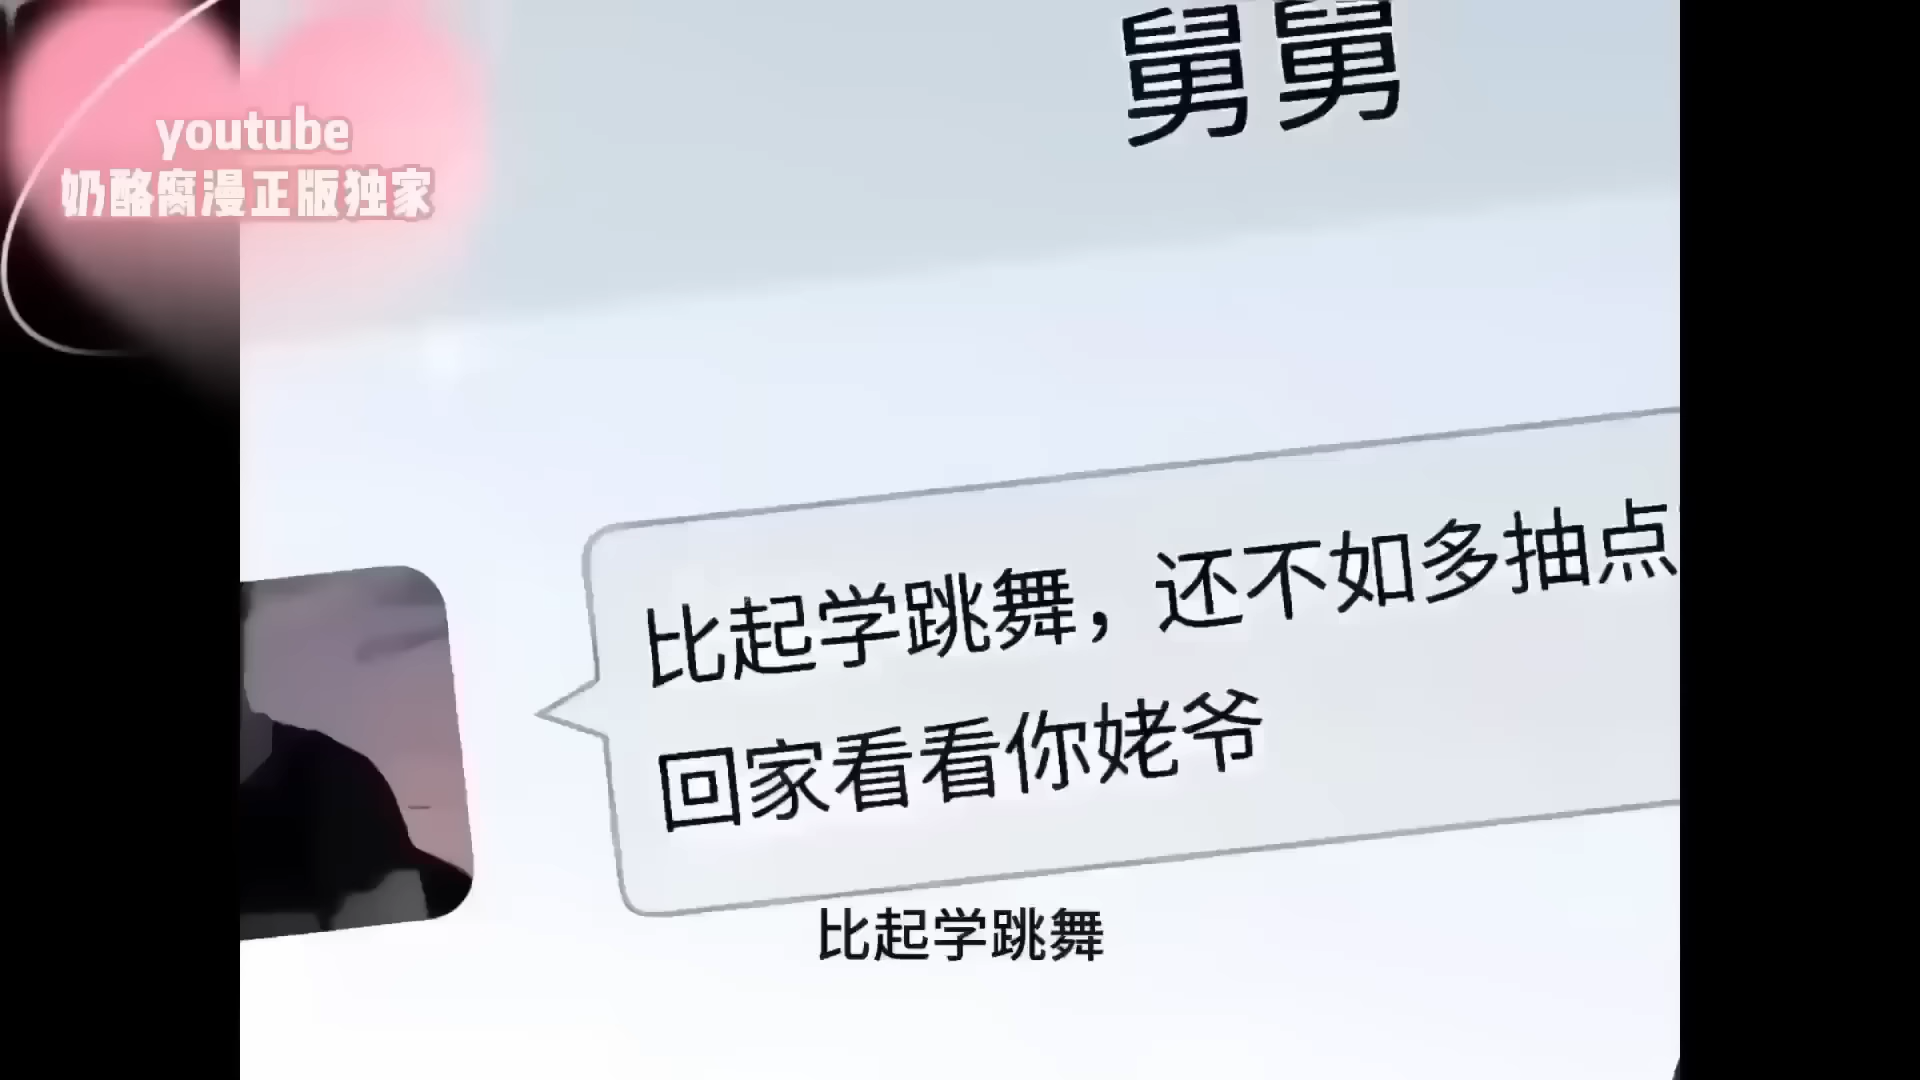 舅舅
youtube
奶酪腐漫正版独家
比起学跳舞，还不如多抽点
回家看看你姥爷
比起学跳舞